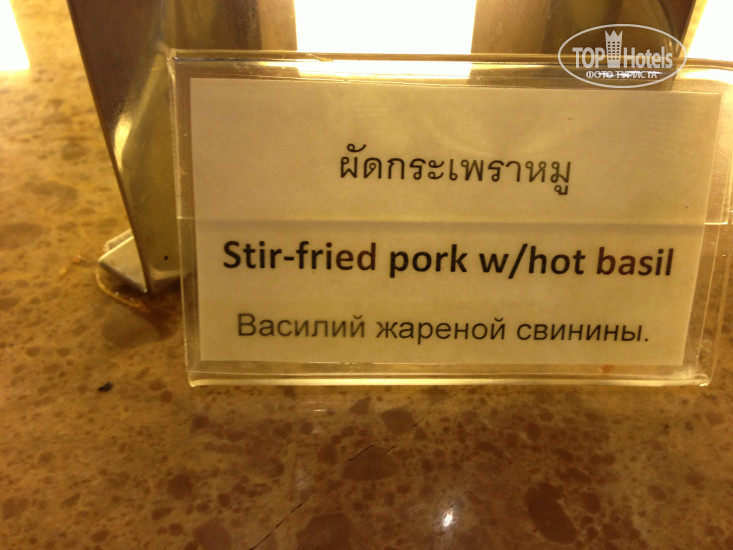 TOP Hotels
ФОТО ТУРИСТА
ผัดกระเพราหมู
Stir-fried pork w/hot basil
Василий жареной свинины.